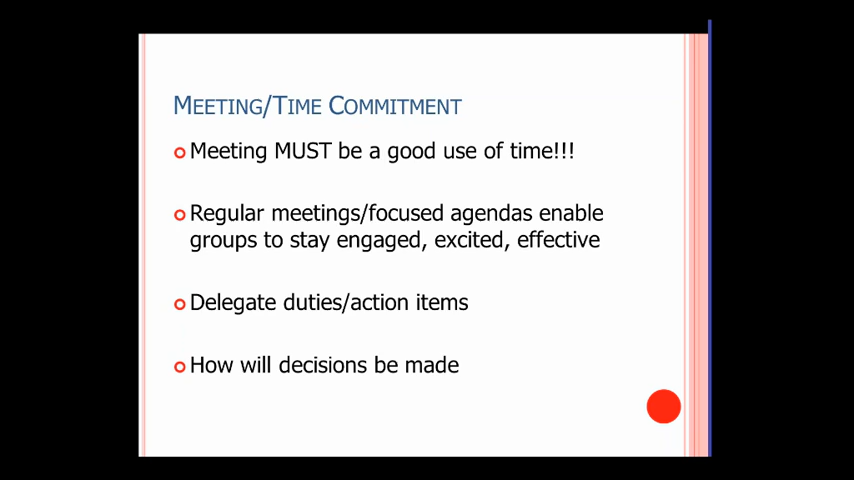 MEETING/TIME COMMITMENT
Meeting MUST be a good use of time!!!
Regular meetings/focused agendas enable
groups to stay engaged, excited, effective
Delegate duties/action items
How will decisions be made